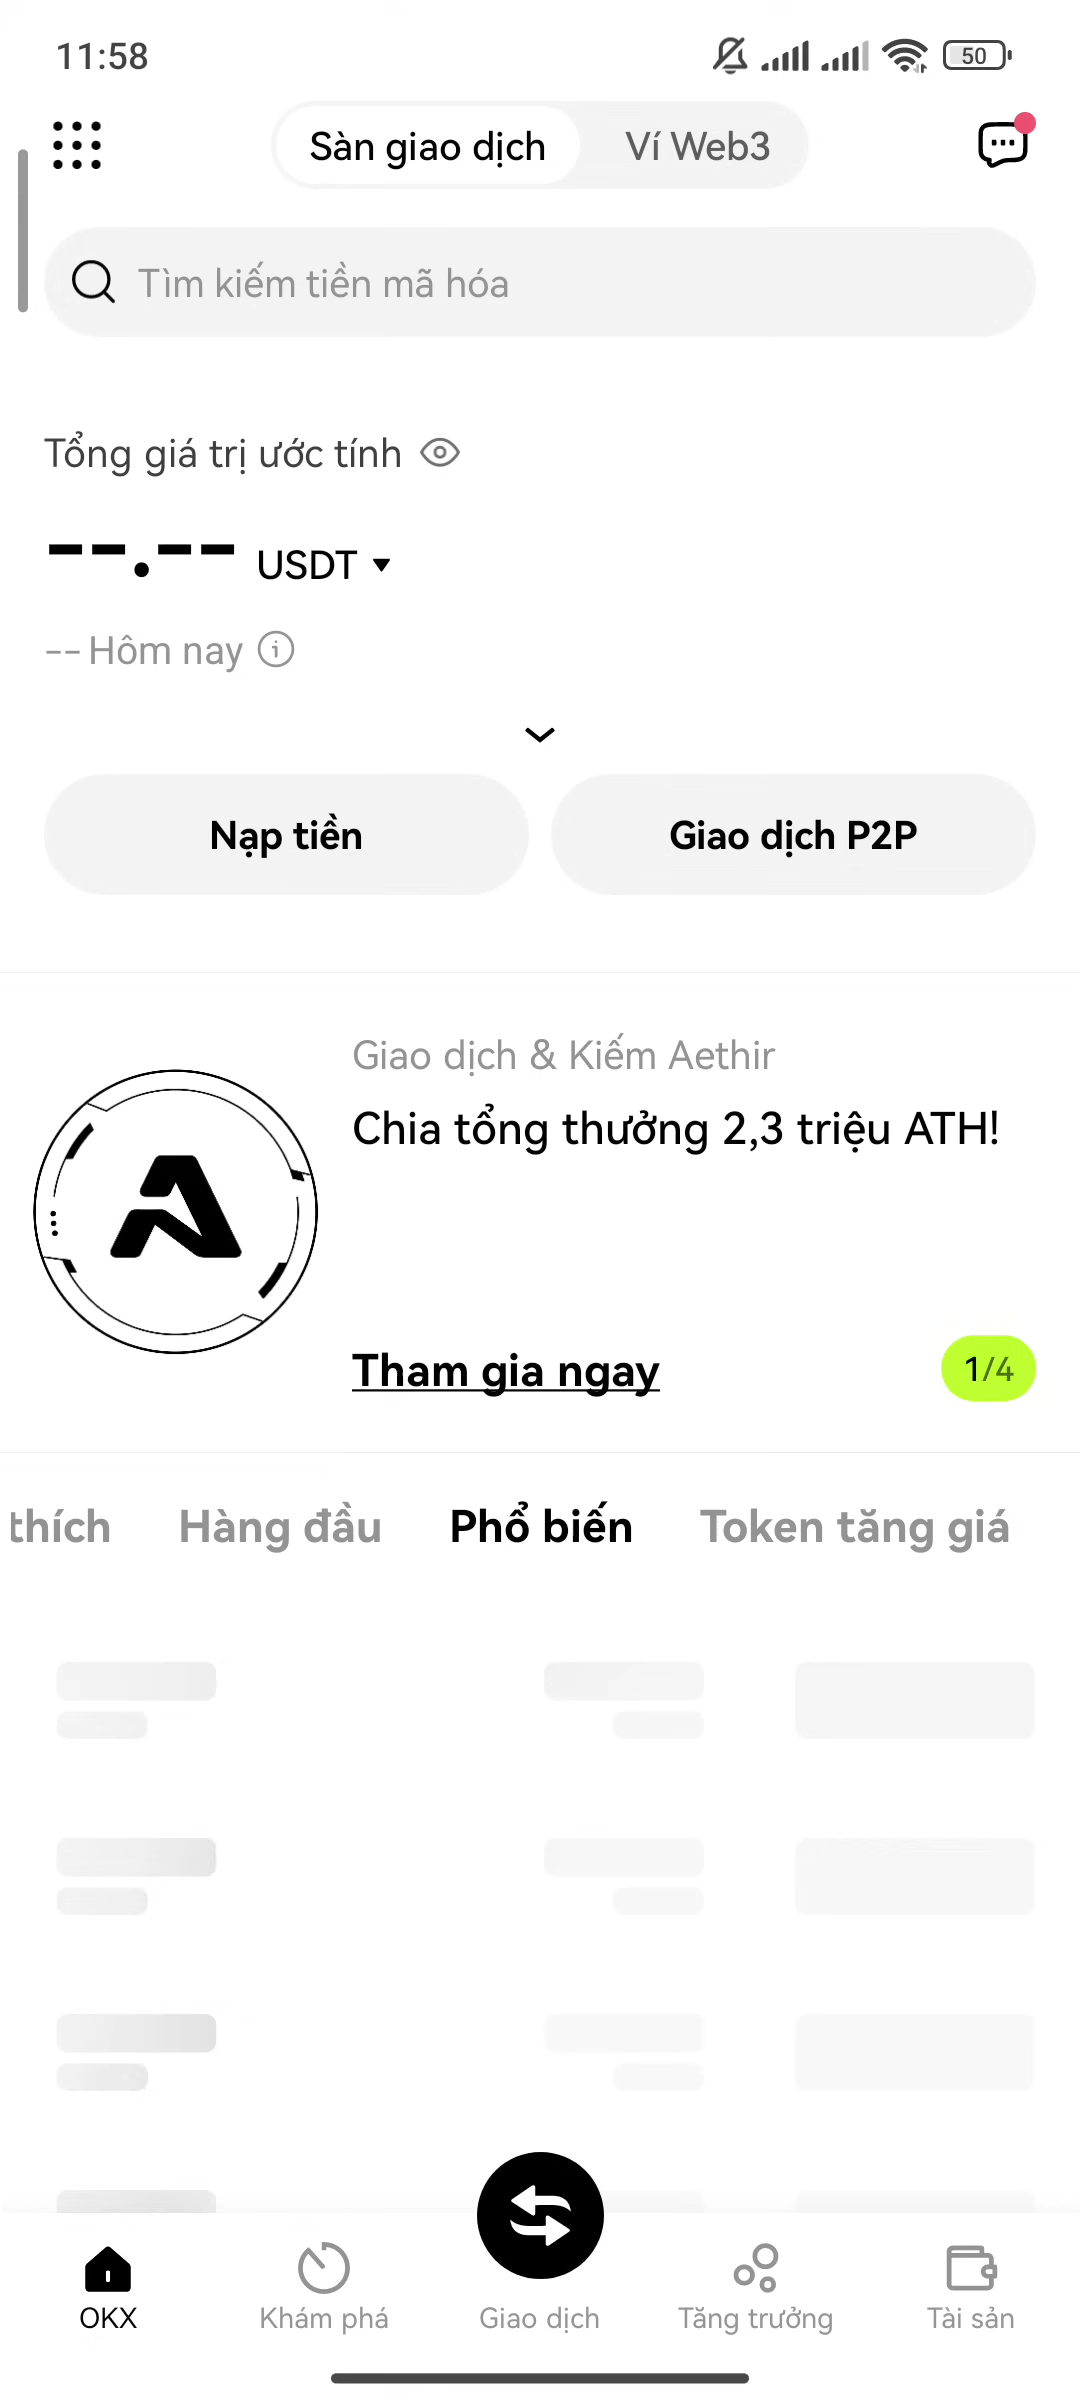 11:58
50
Sàn giao dịch
Ví Web3
Tìm kiếm tiền mã hóa
Tổng giá trị ước tính
--.-- USDT
-- Hôm nay
Nạp tiền
Giao dịch P2P
Giao dịch & Kiếm Aethir
Chia tổng thưởng 2,3 triệu ATH!
Tham gia ngay
1/4
thích
Hàng đầu
Phổ biến
Token tăng giá
OKX
Khám phá
Giao dịch
Tăng trưởng
Tài sản